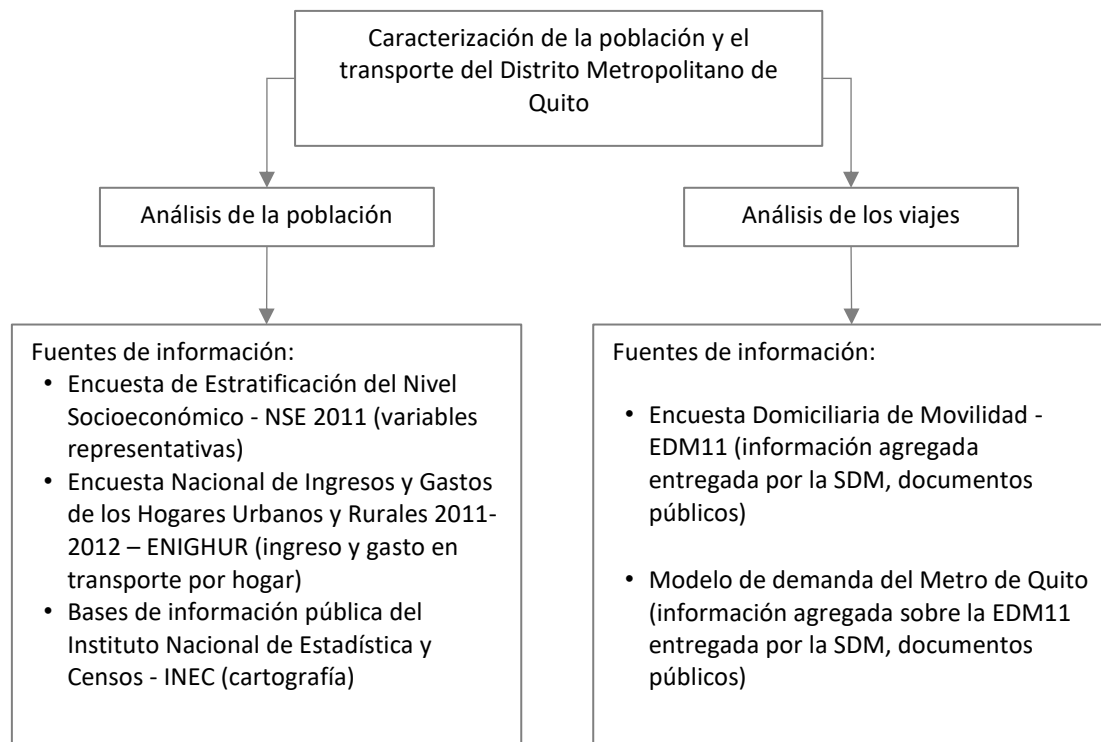 Caracterización de la población y el
transporte del Distrito Metropolitano de
Quito
Análisis de la población
Análisis de los viajes
Fuentes de información:
• Encuesta de Estratificación del Nivel
Socioeconómico - NSE 2011 (variables
representativas)
• Encuesta Nacional de Ingresos y Gastos
de los Hogares Urbanos y Rurales 2011-
2012 – ENIGHUR (ingreso y gasto en
transporte por hogar)
• Bases de información pública del
Instituto Nacional de Estadística y
Censos - INEC (cartografía)
Fuentes de información:
• Encuesta Domiciliaria de Movilidad -
EDM11 (información agregada
entregada por la SDM, documentos
públicos)
• Modelo de demanda del Metro de Quito
(información agregada sobre la EDM11
entregada por la SDM, documentos
públicos)